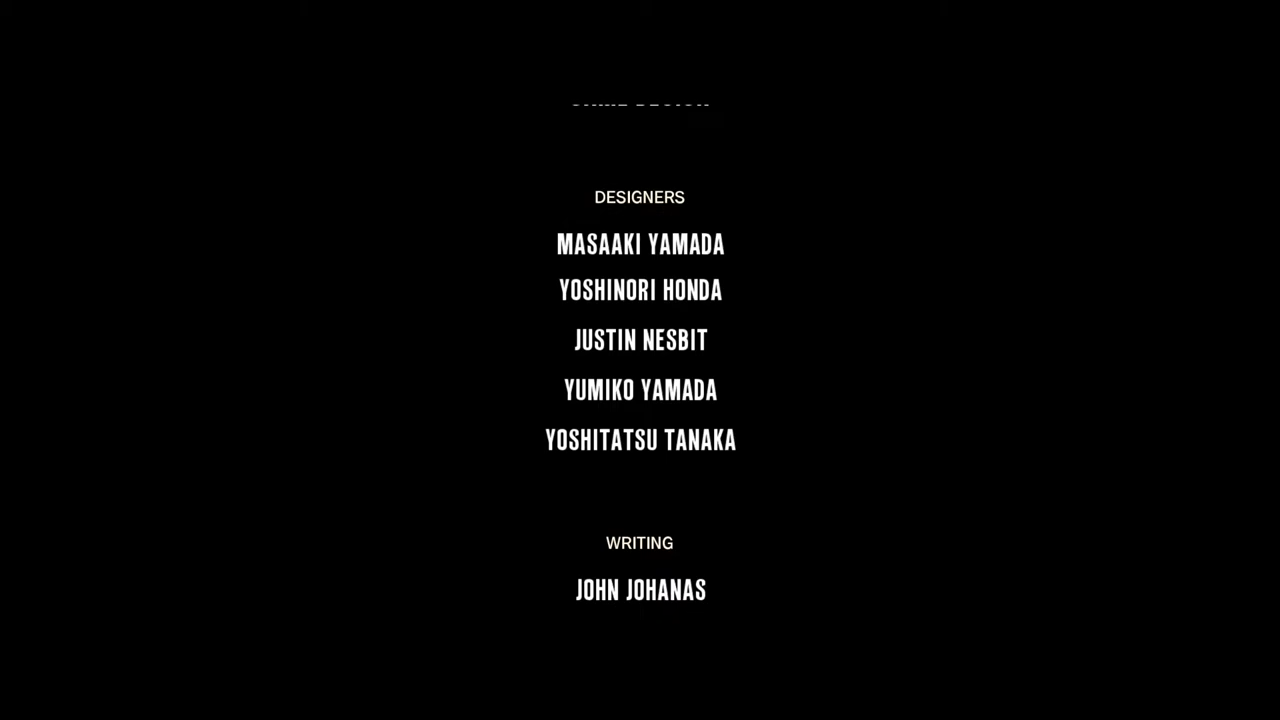 DESIGNERS
MASAAKI YAMADA
YOSHINORI HONDA
JUSTIN NESBIT
YUMIKO YAMADA
YOSHITATSU TANAKA
WRITING
JOHN JOHANAS